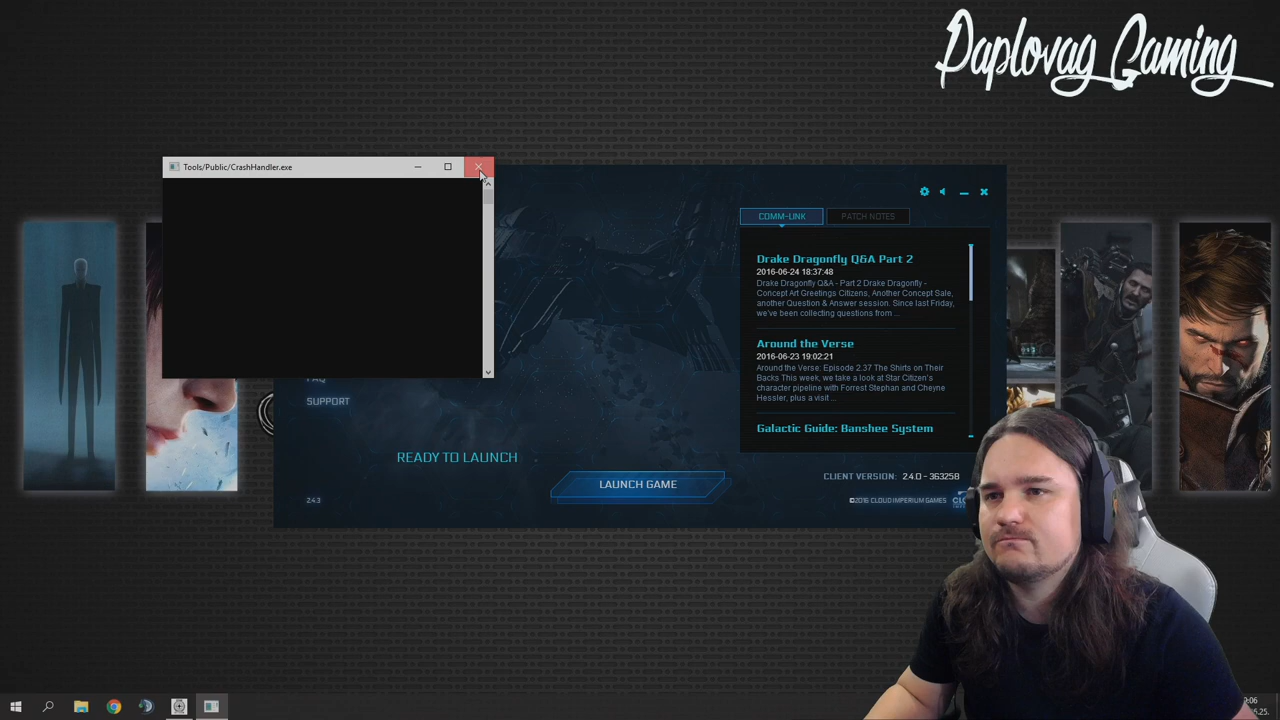 Paplovag Gaming
Tools/Public/CrashHandler.exe
COMM-LINK
PATCH NOTES
Drake Dragonfly Q&A Part 2
2016-06-24 18:37:48
Drake Dragonfly Q&A - Part 2 Drake Dragonfly -
Concept Art Greetings Citizens, Another Concept Sale,
another Question & Answer session. Since last Friday,
we've been collecting questions from ...
Around the Verse
2016-06-23 19:02:21
Around the Verse: Episode 2.37 The Shirts on Their
Backs This week, we take a look at Star Citizen's
character pipeline with Forrest Stephan and Cheyne
Hessler, plus a visit ...
Galactic Guide: Banshee System
FAQ
SUPPORT
READY TO LAUNCH
LAUNCH GAME
CLIENT VERSION: 2.4.0 - 363258
2.4.3
©2016 CLOUD IMPERIUM GAMES